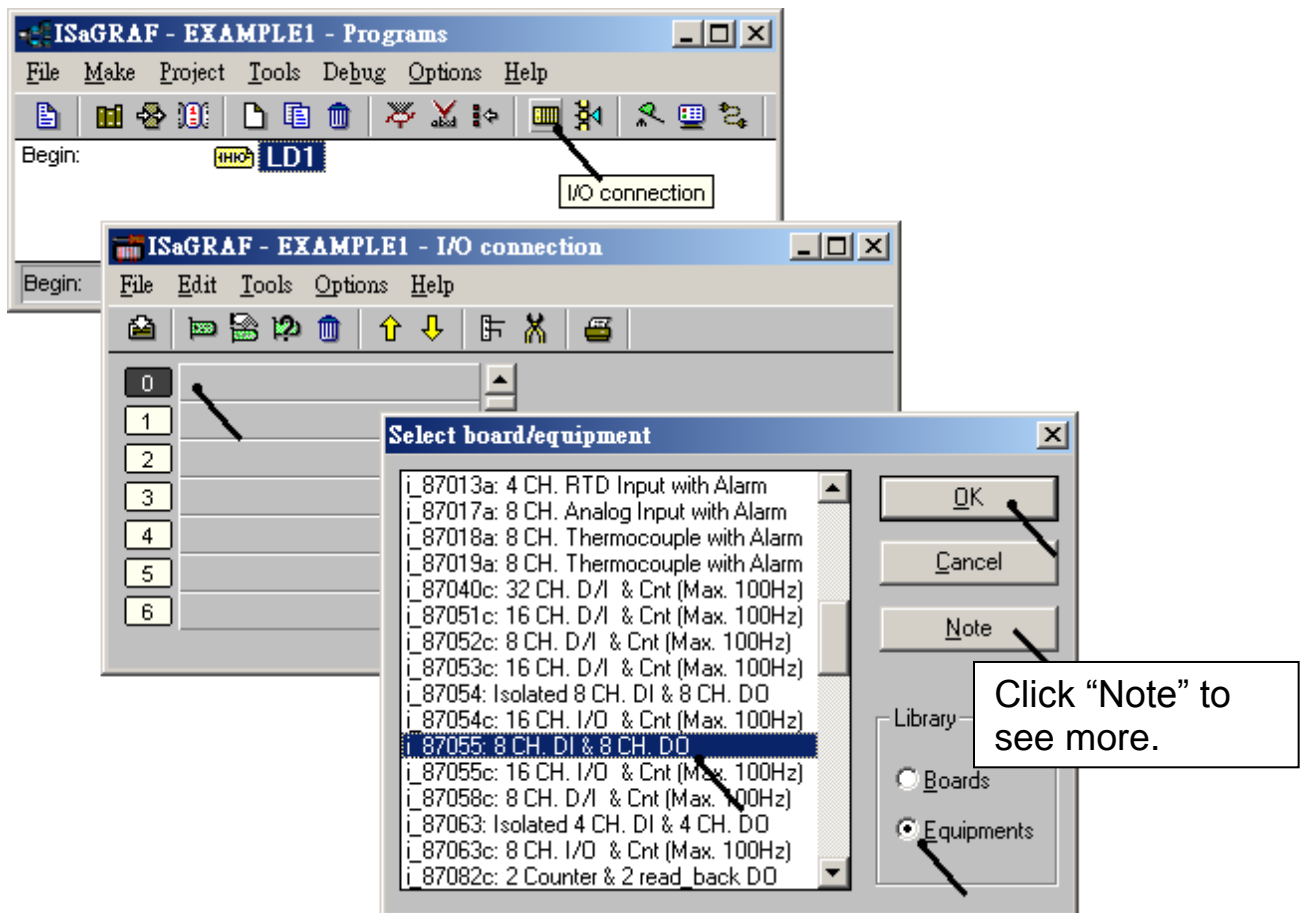 ISaGRAF - EXAMPLE1 - Programs
File Make Project Tools Debug Options Help
Begin: LD1
I/O connection
Begin:
ISaGRAF - EXAMPLE1 - I/O connection
File Edit Tools Options Help
0
1
2
3
4
5
6
Select board/equipment
i_87013a: 4 CH. RTD Input with Alarm
i_87017a: 8 CH. Analog Input with Alarm
i_87018a: 8 CH. Thermocouple with Alarm
i_87019a: 8 CH. Thermocouple with Alarm
i_87040c: 32 CH. D/I & Cnt (Max. 100Hz)
i_87051c: 16 CH. D/I & Cnt (Max. 100Hz)
i_87052c: 8 CH. D/I & Cnt (Max. 100Hz)
i_87053c: 16 CH. D/I & Cnt (Max. 100Hz)
i_87054: Isolated 8 CH. DI & 8 CH. DO
i_87054c: 16 CH. I/O & Cnt (Max. 100Hz)
i_87055: 8 CH. DI & 8 CH. DO
i_87055c: 16 CH. I/O & Cnt (Max. 100Hz)
i_87058c: 8 CH. D/I & Cnt (Max. 100Hz)
i_87063: Isolated 4 CH. DI & 4 CH. DO
i_87063c: 8 CH. I/O & Cnt (Max. 100Hz)
i_87082c: 2 Counter & 2 read_back DO
OK
Cancel
Note
Click “Note” to
see more.
Library
Boards
Equipments